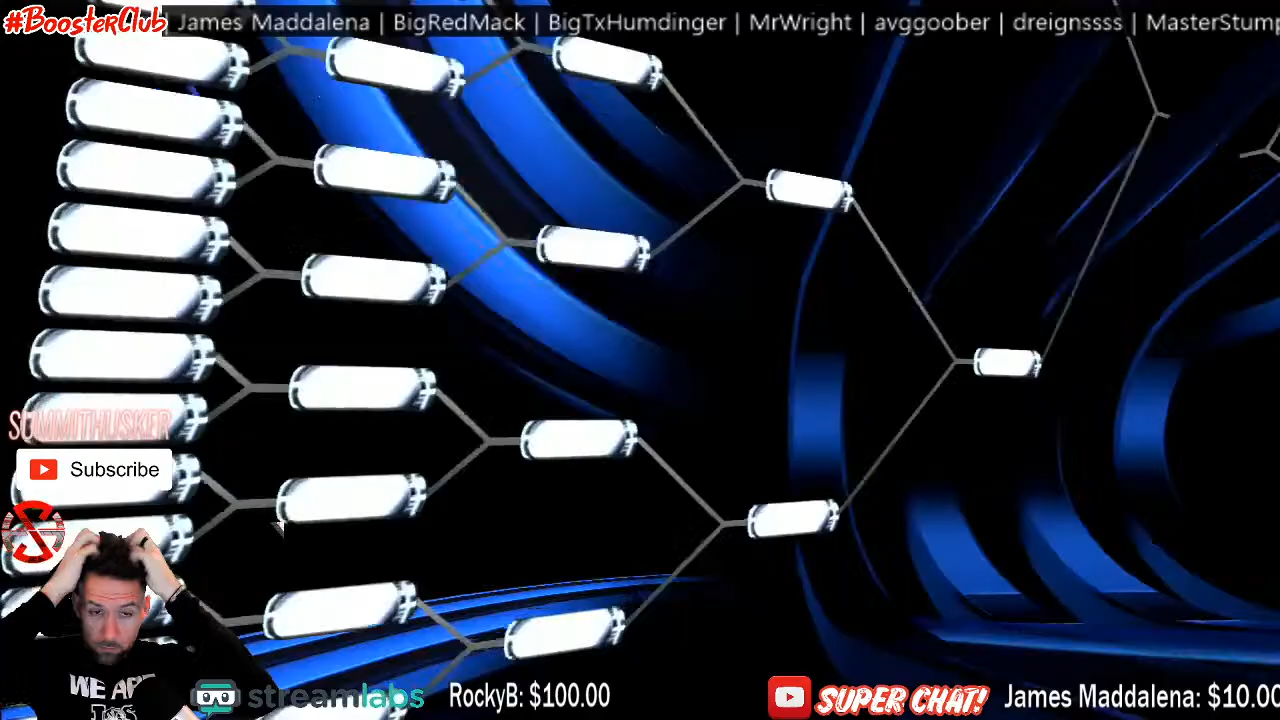 #BoosterClub James Maddalena | BigRedMack | BigTxHumdinger | MrWright | avggoober | dreignssss | MasterStump
SUMMITHUSKER
Subscribe
S
WE ARE
streamlabs RockyB: $100.00 SUPER CHAT! James Maddalena: $10.00